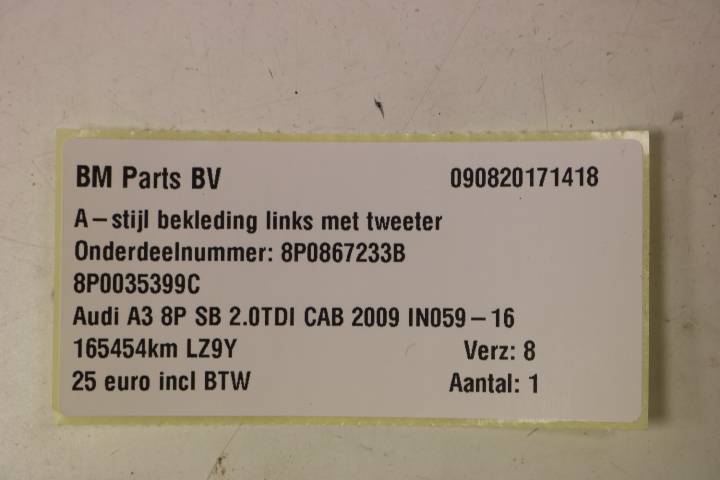 BM Parts BV 090820171418
A-stijl bekleding links met tweeter
Onderdeelnummer: 8P0867233B
8P0035399C
Audi A3 8P SB 2.0TDI CAB 2009 IN059-16
165454km LZ9Y Verz: 8
25 euro incl BTW Aantal: 1